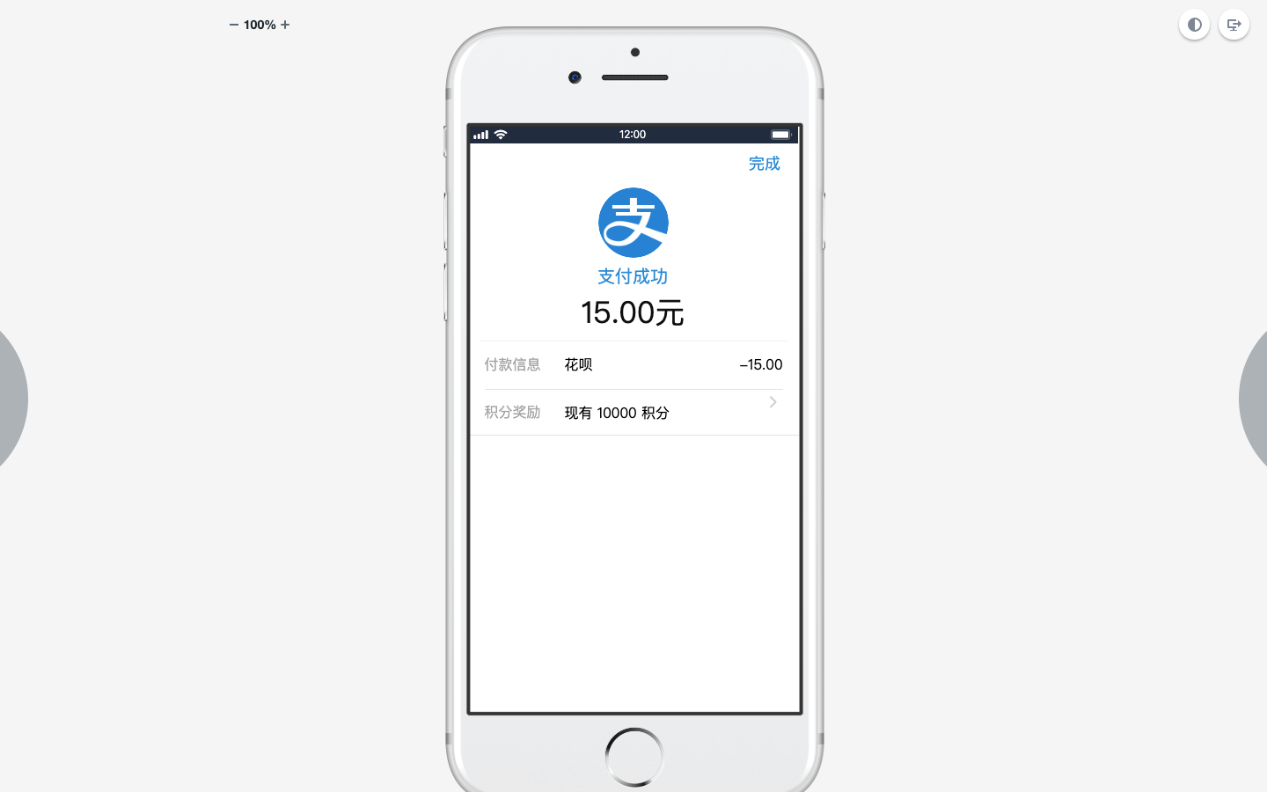 − 100% +
12:00
完成
支
支付成功
15.00元
付款信息 花呗 −15.00
积分奖励 现有 10000 积分